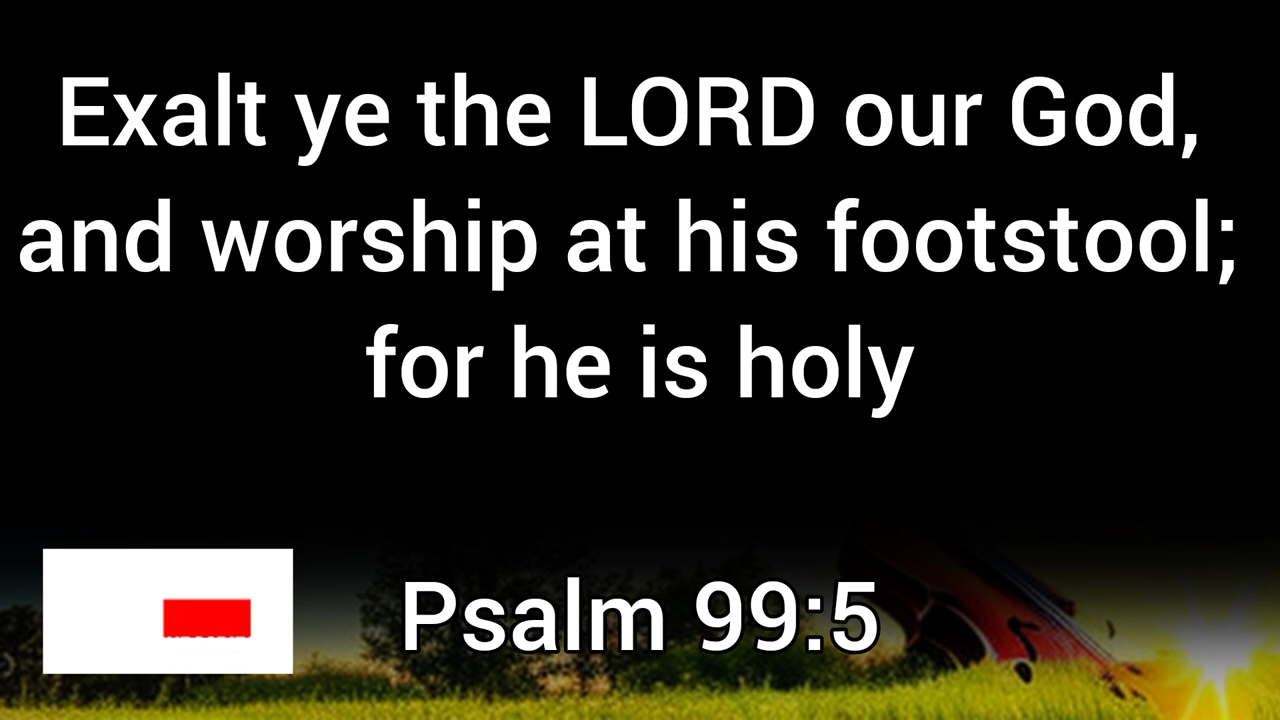 Exalt ye the LORD our God,
and worship at his footstool;
for he is holy
Psalm 99:5